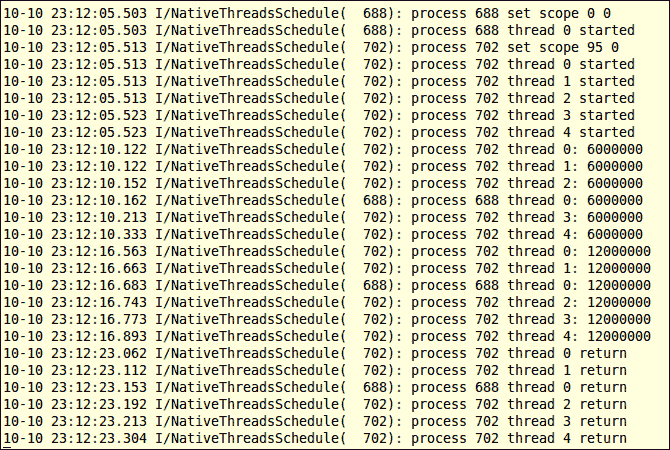 10-10 23:12:05.503 I/NativeThreadsSchedule(  688): process 688 set scope 0 0
10-10 23:12:05.503 I/NativeThreadsSchedule(  688): process 688 thread 0 started
10-10 23:12:05.513 I/NativeThreadsSchedule(  702): process 702 set scope 95 0
10-10 23:12:05.513 I/NativeThreadsSchedule(  702): process 702 thread 0 started
10-10 23:12:05.513 I/NativeThreadsSchedule(  702): process 702 thread 1 started
10-10 23:12:05.513 I/NativeThreadsSchedule(  702): process 702 thread 2 started
10-10 23:12:05.523 I/NativeThreadsSchedule(  702): process 702 thread 3 started
10-10 23:12:05.523 I/NativeThreadsSchedule(  702): process 702 thread 4 started
10-10 23:12:10.122 I/NativeThreadsSchedule(  702): process 702 thread 0: 6000000
10-10 23:12:10.122 I/NativeThreadsSchedule(  702): process 702 thread 1: 6000000
10-10 23:12:10.152 I/NativeThreadsSchedule(  702): process 702 thread 2: 6000000
10-10 23:12:10.162 I/NativeThreadsSchedule(  688): process 688 thread 0: 6000000
10-10 23:12:10.213 I/NativeThreadsSchedule(  702): process 702 thread 3: 6000000
10-10 23:12:10.333 I/NativeThreadsSchedule(  702): process 702 thread 4: 6000000
10-10 23:12:16.563 I/NativeThreadsSchedule(  702): process 702 thread 0: 12000000
10-10 23:12:16.663 I/NativeThreadsSchedule(  702): process 702 thread 1: 12000000
10-10 23:12:16.683 I/NativeThreadsSchedule(  688): process 688 thread 0: 12000000
10-10 23:12:16.743 I/NativeThreadsSchedule(  702): process 702 thread 2: 12000000
10-10 23:12:16.773 I/NativeThreadsSchedule(  702): process 702 thread 3: 12000000
10-10 23:12:16.893 I/NativeThreadsSchedule(  702): process 702 thread 4: 12000000
10-10 23:12:23.062 I/NativeThreadsSchedule(  702): process 702 thread 0 return
10-10 23:12:23.112 I/NativeThreadsSchedule(  702): process 702 thread 1 return
10-10 23:12:23.153 I/NativeThreadsSchedule(  688): process 688 thread 0 return
10-10 23:12:23.192 I/NativeThreadsSchedule(  702): process 702 thread 2 return
10-10 23:12:23.213 I/NativeThreadsSchedule(  702): process 702 thread 3 return
10-10 23:12:23.304 I/NativeThreadsSchedule(  702): process 702 thread 4 return